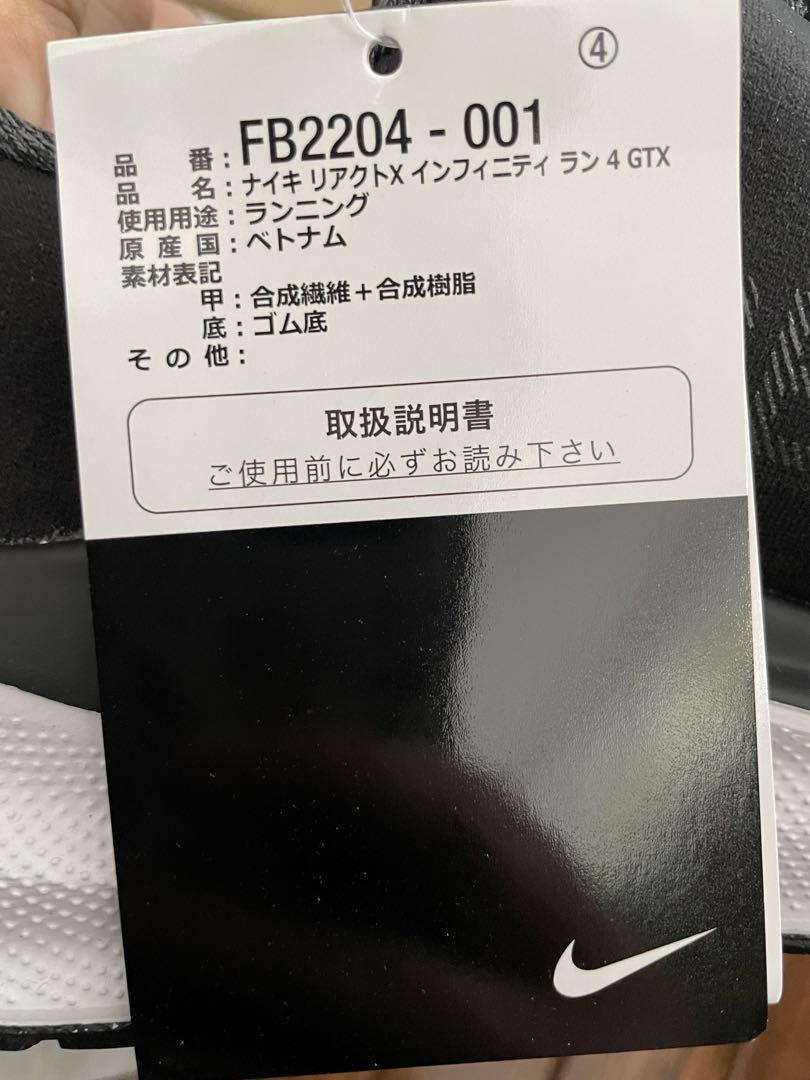 ④
品番：FB2204 - 001
品名：ナイキ リアクトX インフィニティ ラン 4 GTX
使用用途：ランニング
原産国：ベトナム
素材表記
甲：合成繊維＋合成樹脂
底：ゴム底
その他：
取扱説明書
ご使用前に必ずお読み下さい